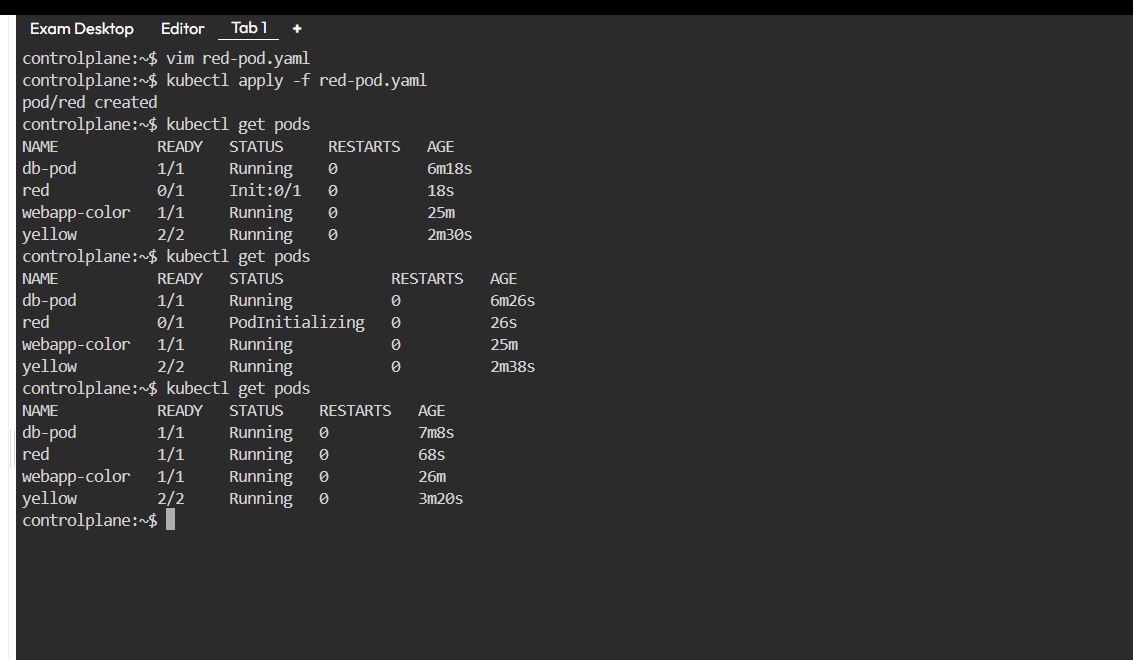 Exam Desktop Editor Tab 1 +
controlplane:~$ vim red-pod.yaml
controlplane:~$ kubectl apply -f red-pod.yaml
pod/red created
controlplane:~$ kubectl get pods
NAME READY STATUS RESTARTS AGE
db-pod 1/1 Running 0 6m18s
red 0/1 Init:0/1 0 18s
webapp-color 1/1 Running 0 25m
yellow 2/2 Running 0 2m30s
controlplane:~$ kubectl get pods
NAME READY STATUS RESTARTS AGE
db-pod 1/1 Running 0 6m26s
red 0/1 PodInitializing 0 26s
webapp-color 1/1 Running 0 25m
yellow 2/2 Running 0 2m38s
controlplane:~$ kubectl get pods
NAME READY STATUS RESTARTS AGE
db-pod 1/1 Running 0 7m8s
red 1/1 Running 0 68s
webapp-color 1/1 Running 0 26m
yellow 2/2 Running 0 3m20s
controlplane:~$